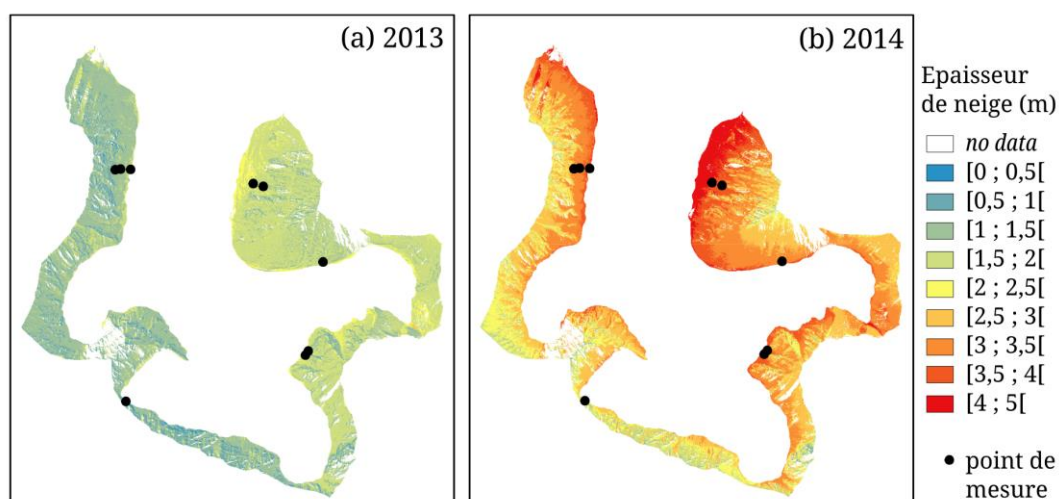 (a) 2013
(b) 2014
Epaisseur
de neige (m)
no data
[0 ; 0,5[
[0,5 ; 1[
[1 ; 1,5[
[1,5 ; 2[
[2 ; 2,5[
[2,5 ; 3[
[3 ; 3,5[
[3,5 ; 4[
[4 ; 5[
point de
mesure